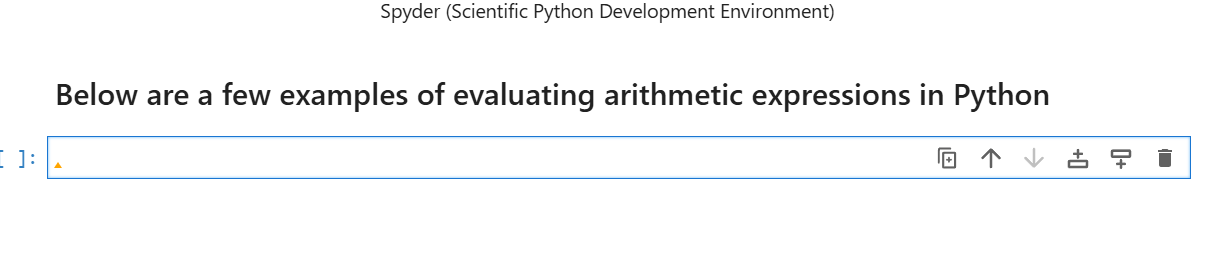 Spyder (Scientific Python Development Environment)
Below are a few examples of evaluating arithmetic expressions in Python
[ ]: